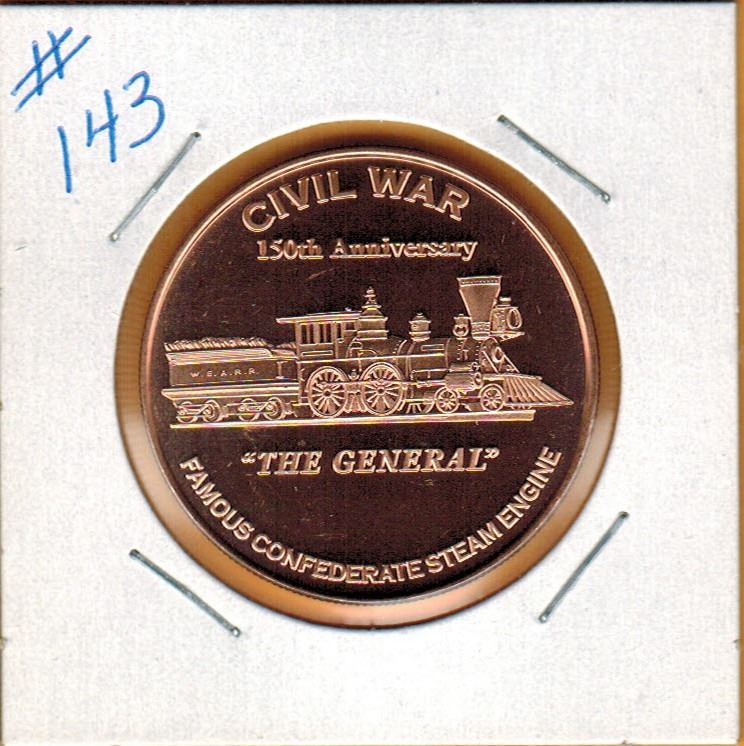 #
143
CIVIL WAR
150th Anniversary
W. & A. R. R.
"THE GENERAL"
FAMOUS CONFEDERATE STEAM ENGINE